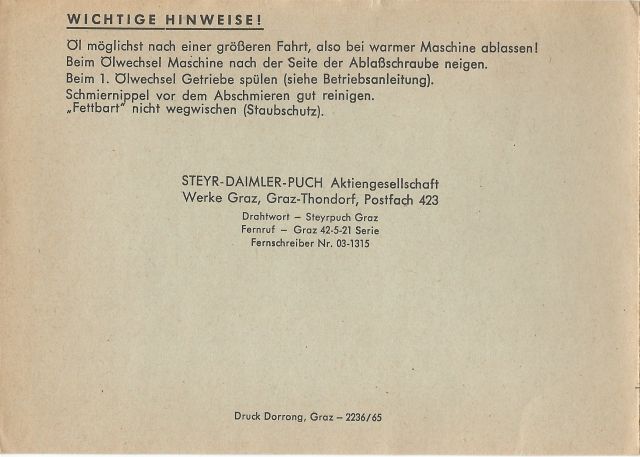 WICHTIGE HINWEISE!
Öl möglichst nach einer größeren Fahrt, also bei warmer Maschine ablassen!
Beim Ölwechsel Maschine nach der Seite der Ablaßschraube neigen.
Beim 1. Ölwechsel Getriebe spülen (siehe Betriebsanleitung).
Schmiernippel vor dem Abschmieren gut reinigen.
„Fettbart" nicht wegwischen (Staubschutz).
STEYR-DAIMLER-PUCH Aktiengesellschaft
Werke Graz, Graz-Thondorf, Postfach 423
Drahtwort – Steyrpuch Graz
Fernruf – Graz 42-5-21 Serie
Fernschreiber Nr. 03-1315
Druck Dorrong, Graz – 2236/65